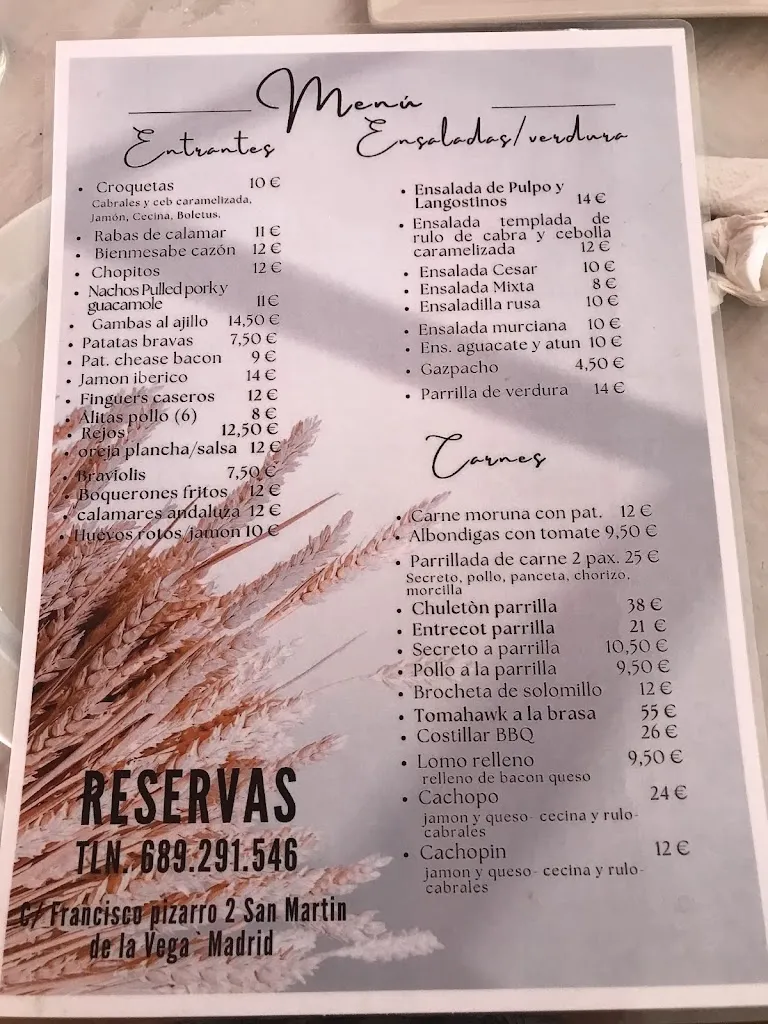 Menú
Entrantes
• Croquetas 10 €
Cabrales y ceb caramelizada,
Jamón, Cecina, Boletus.
• Rabas de calamar 11 €
• Bienmesabe cazón 12 €
• Chopitos 12 €
• Nachos Pulled pork y
guacamole 11 €
• Gambas al ajillo 14,50 €
• Patatas bravas 7,50 €
• Pat. chease bacon 9 €
• Jamon iberico 14 €
• Finguers caseros 12 €
• Alitas pollo (6) 8 €
• Rejos 12,50 €
• oreja plancha/salsa 12 €
• Braviolis 7,50 €
• Boquerones fritos 12 €
• calamares andaluza 12 €
• Huevos rotos/jamon 10 €
Ensaladas/verdura
• Ensalada de Pulpo y
Langostinos 14 €
• Ensalada templada de
rulo de cabra y cebolla
caramelizada 12 €
• Ensalada Cesar 10 €
• Ensalada Mixta 8 €
• Ensaladilla rusa 10 €
• Ensalada murciana 10 €
• Ens. aguacate y atun 10 €
• Gazpacho 4,50 €
• Parrilla de verdura 14 €
Carnes
• Carne moruna con pat. 12 €
• Albondigas con tomate 9,50 €
• Parrillada de carne 2 pax. 25 €
Secreto, pollo, panceta, chorizo,
morcilla
• Chuletòn parrilla 38 €
• Entrecot parrilla 21 €
• Secreto a parrilla 10,50 €
• Pollo a la parrilla 9,50 €
• Brocheta de solomillo 12 €
• Tomahawk a la brasa 55 €
• Costillar BBQ 26 €
• Lomo relleno 9,50 €
relleno de bacon queso
• Cachopo 24 €
jamon y queso- cecina y rulo-
cabrales
• Cachopin 12 €
jamon y queso- cecina y rulo-
cabrales
RESERVAS
TLN. 689.291.546
C/ Francisco pizarro 2 San Martin
de la Vega` Madrid